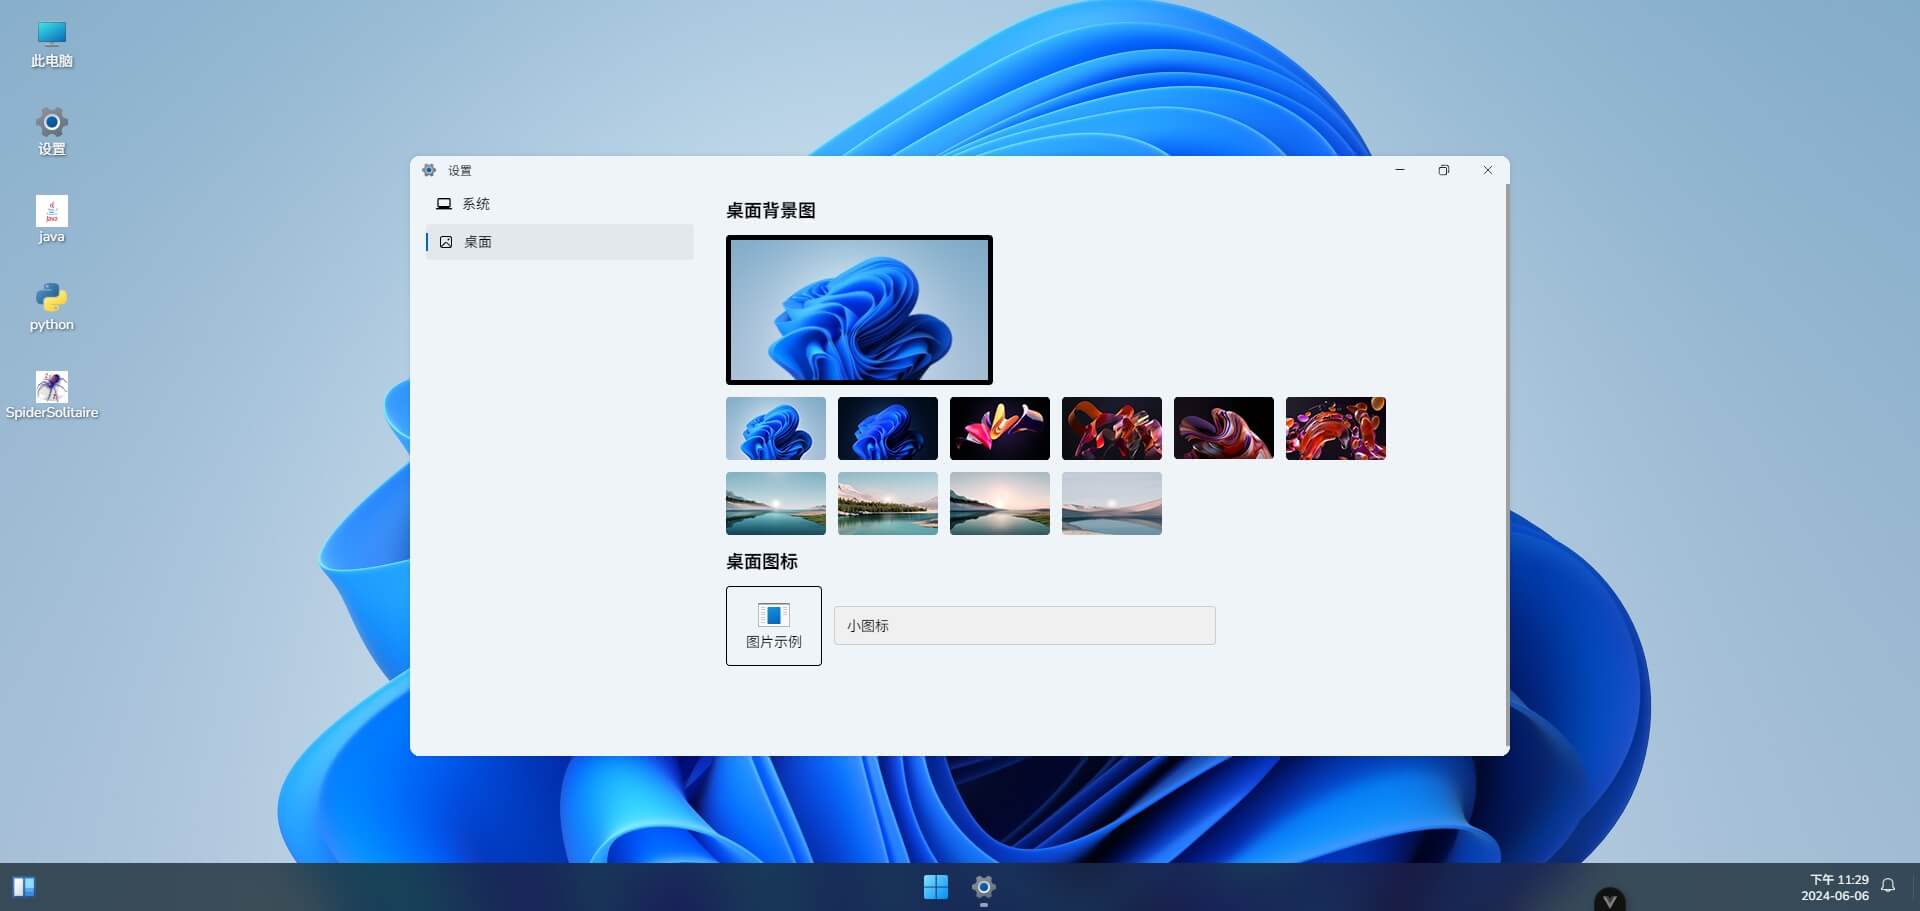 此电脑
设置
java
python
SpiderSolitaire
设置
系统
桌面
桌面背景图
桌面图标
图片示例
小图标
下午 11:29
2024-06-06